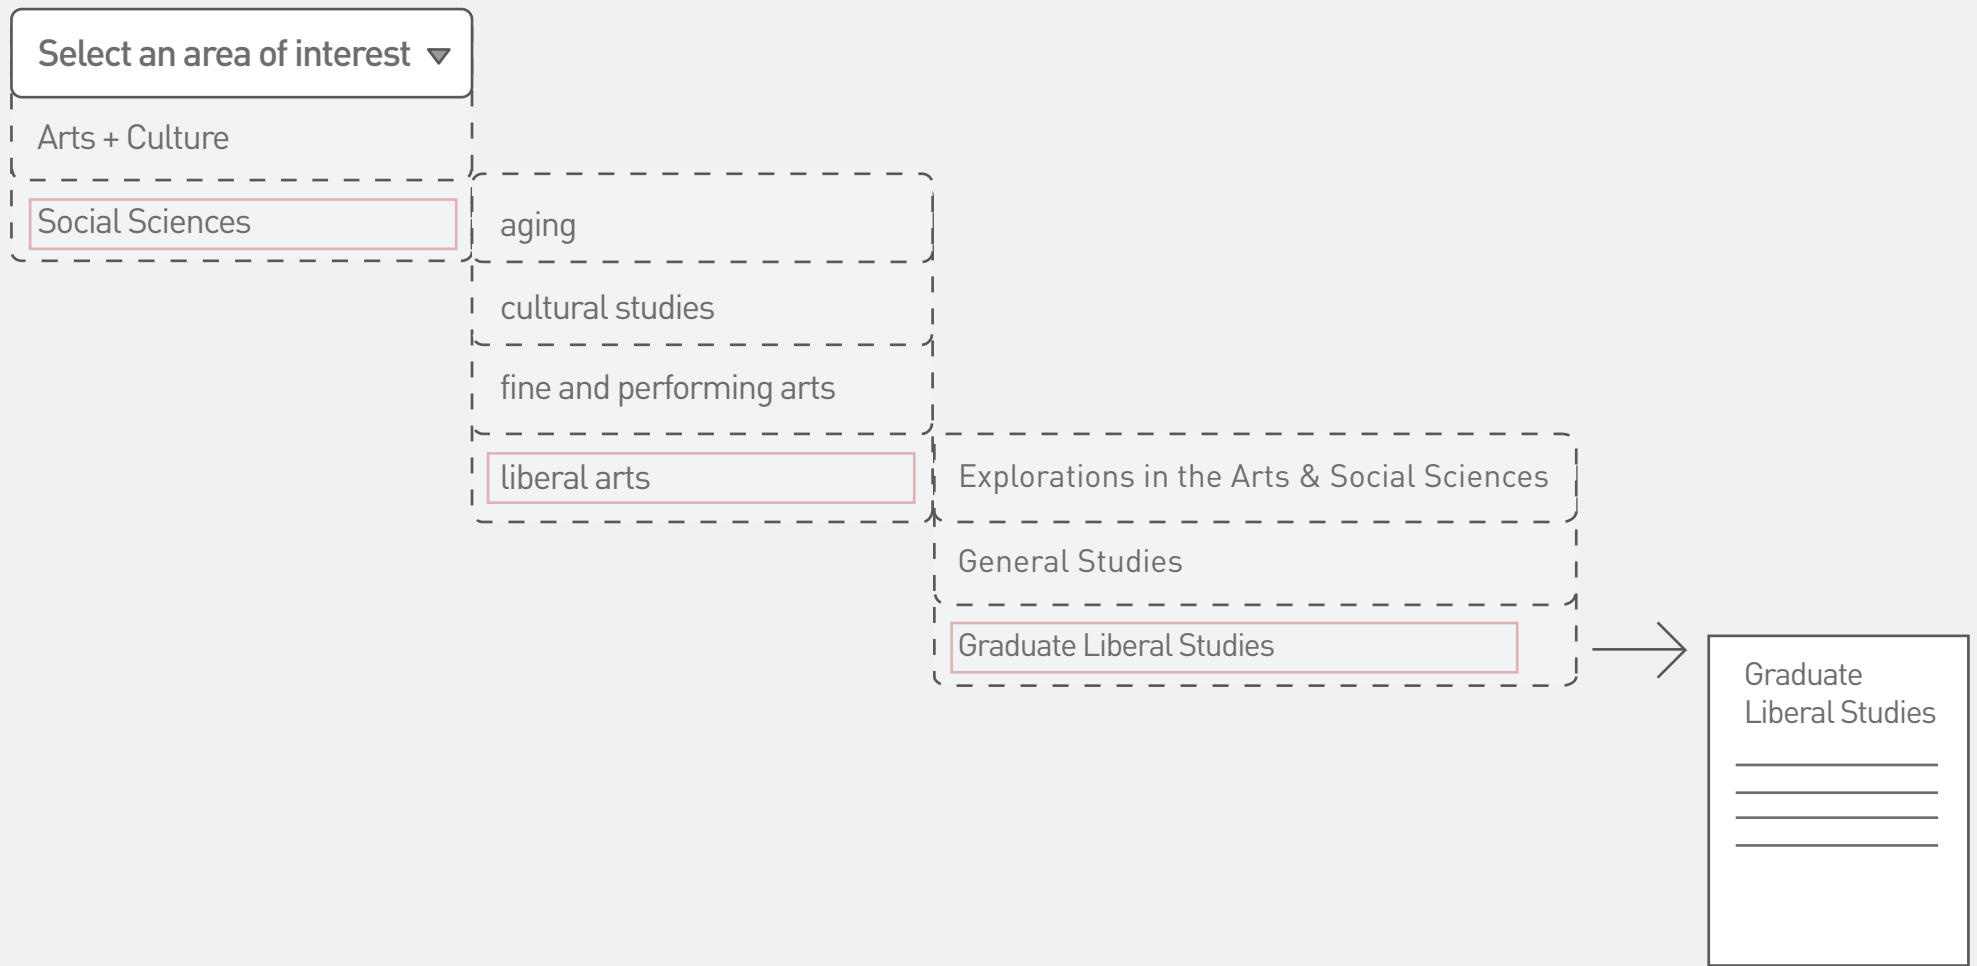 Select an area of interest
Arts + Culture
Social Sciences
aging
cultural studies
fine and performing arts
liberal arts
Explorations in the Arts & Social Sciences
General Studies
Graduate Liberal Studies
Graduate
Liberal Studies